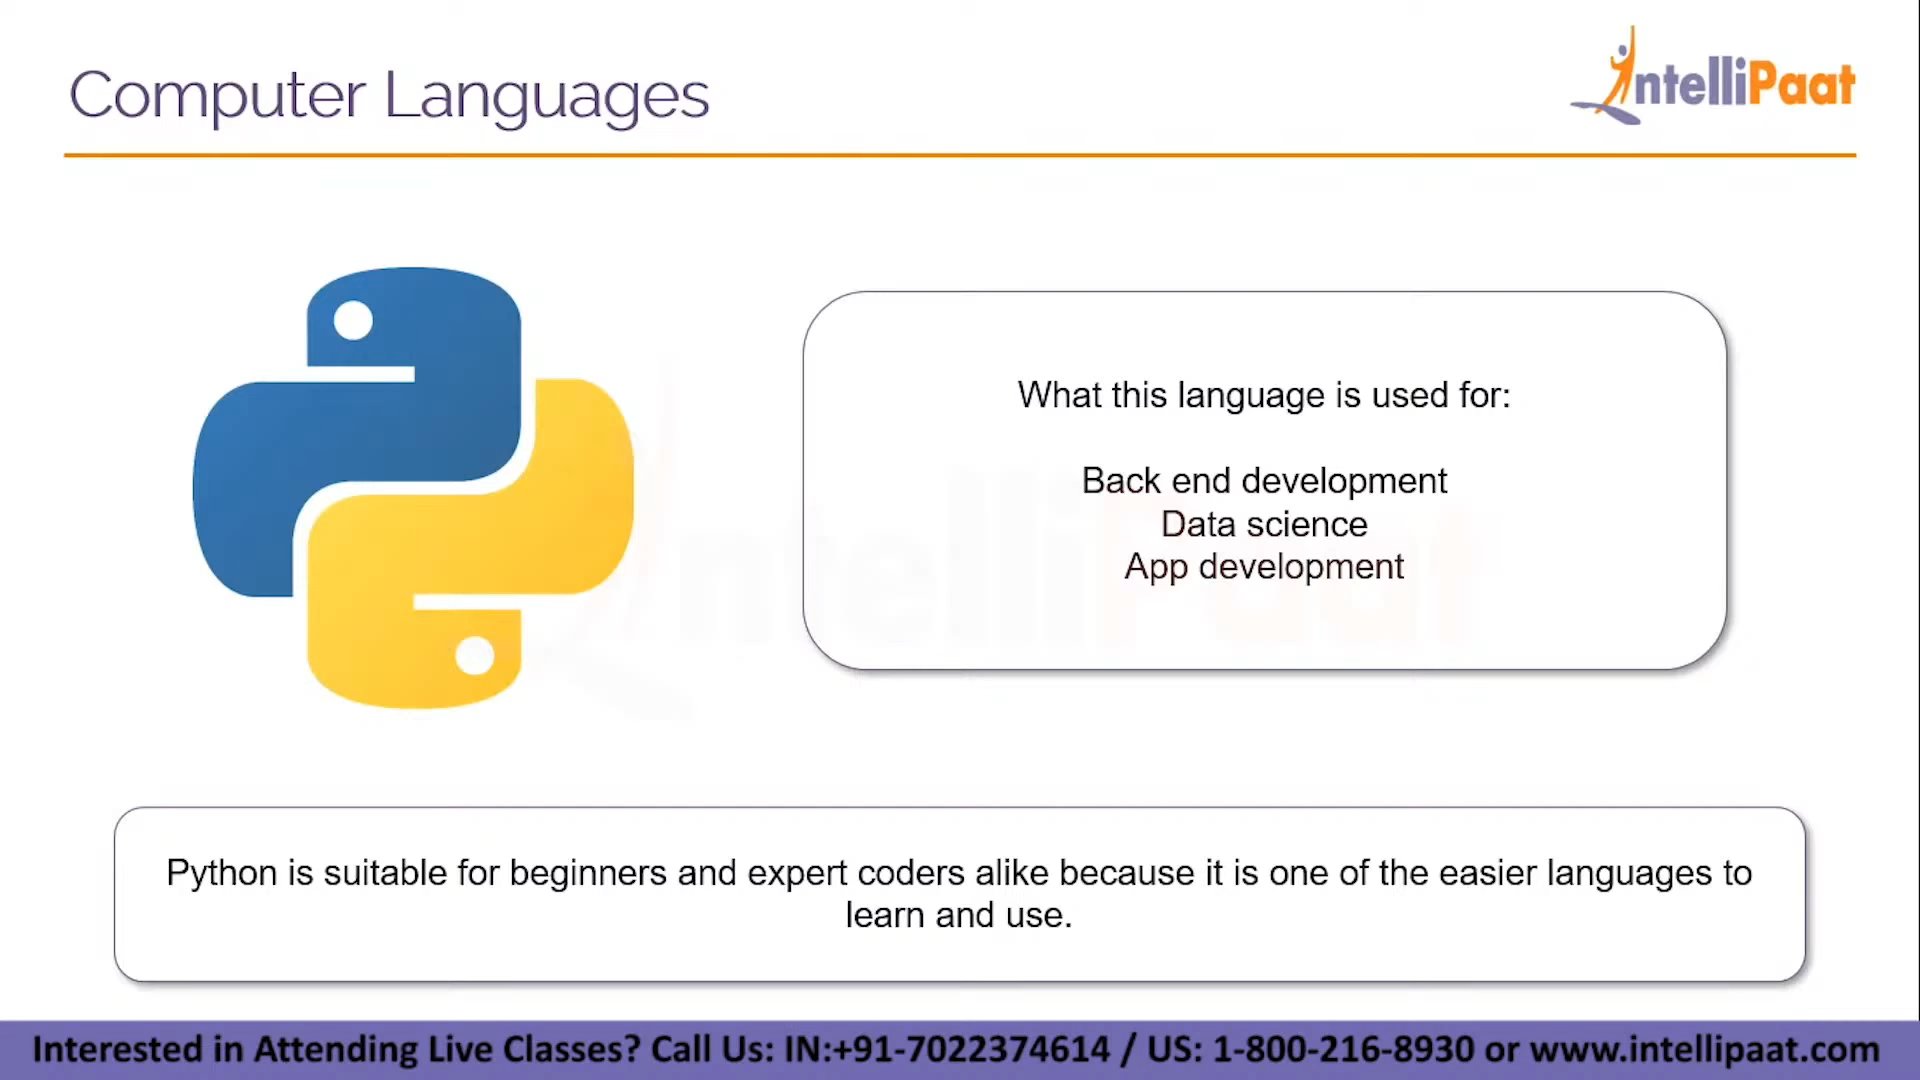 Computer Languages
IntelliPaat
What this language is used for:
Back end development
Data science
App development
Python is suitable for beginners and expert coders alike because it is one of the easier languages to
learn and use.
Interested in Attending Live Classes? Call Us: IN:+91-7022374614 / US: 1-800-216-8930 or www.intellipaat.com